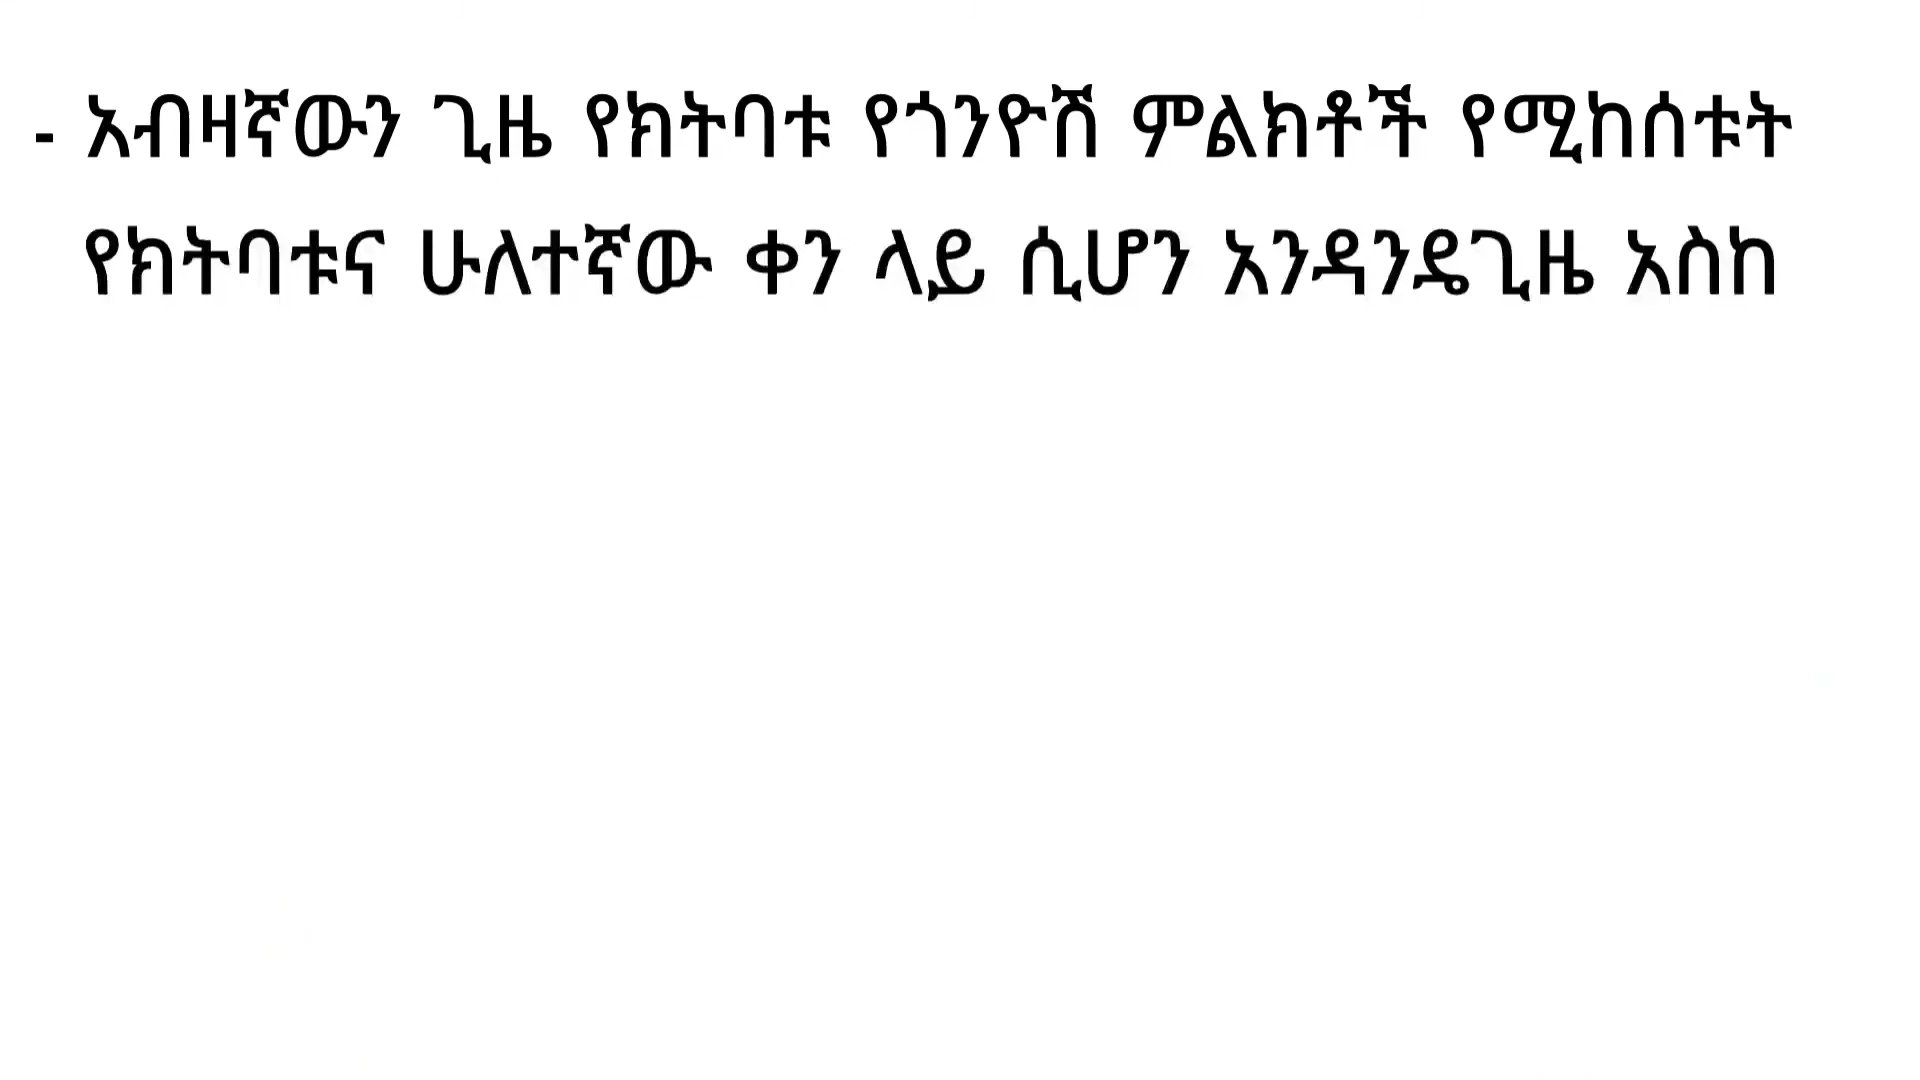 - አብዛኛውን ጊዜ የክትባቱ የጎንዮሽ ምልክቶች የሚከሰቱት
የክትባቱና ሁለተኛው ቀን ላይ ሲሆን አንዳንዴጊዜ አስከ